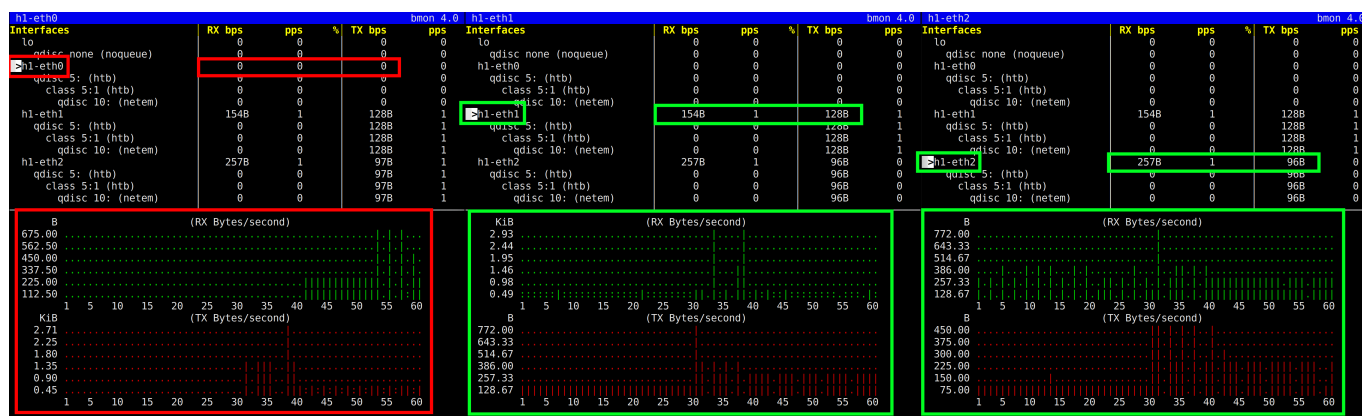 h1-eth0 bmon 4.0
Interfaces RX bps pps % TX bps pps
lo 0 0 0 0
qdisc none (noqueue) 0 0 0 0
>h1-eth0 0 0 0 0
qdisc 5: (htb) 0 0 0 0
class 5:1 (htb) 0 0 0 0
qdisc 10: (netem) 0 0 0 0
h1-eth1 154B 1 128B 1
qdisc 5: (htb) 0 0 128B 1
class 5:1 (htb) 0 0 128B 1
qdisc 10: (netem) 0 0 128B 1
h1-eth2 257B 1 97B 1
qdisc 5: (htb) 0 0 97B 1
class 5:1 (htb) 0 0 97B 1
qdisc 10: (netem) 0 0 97B 1
B (RX Bytes/second)
675.00
562.50
450.00
337.50
225.00
112.50
1 5 10 15 20 25 30 35 40 45 50 55 60
KiB (TX Bytes/second)
2.71
2.25
1.80
1.35
0.90
0.45
1 5 10 15 20 25 30 35 40 45 50 55 60
h1-eth1 bmon 4.0
Interfaces RX bps pps % TX bps pps
lo 0 0 0 0
qdisc none (noqueue) 0 0 0 0
h1-eth0 0 0 0 0
qdisc 5: (htb) 0 0 0 0
class 5:1 (htb) 0 0 0 0
qdisc 10: (netem) 0 0 0 0
>h1-eth1 154B 1 128B 1
qdisc 5: (htb) 0 0 128B 1
class 5:1 (htb) 0 0 128B 1
qdisc 10: (netem) 0 0 128B 1
h1-eth2 257B 1 96B 0
qdisc 5: (htb) 0 0 96B 0
class 5:1 (htb) 0 0 96B 0
qdisc 10: (netem) 0 0 96B 0
KiB (RX Bytes/second)
2.93
2.44
1.95
1.46
0.98
0.49
1 5 10 15 20 25 30 35 40 45 50 55 60
B (TX Bytes/second)
772.00
643.33
514.67
386.00
257.33
128.67
1 5 10 15 20 25 30 35 40 45 50 55 60
h1-eth2 bmon 4.0
Interfaces RX bps pps % TX bps pps
lo 0 0 0 0
qdisc none (noqueue) 0 0 0 0
h1-eth0 0 0 0 0
qdisc 5: (htb) 0 0 0 0
class 5:1 (htb) 0 0 0 0
qdisc 10: (netem) 0 0 0 0
h1-eth1 154B 1 128B 1
qdisc 5: (htb) 0 0 128B 1
class 5:1 (htb) 0 0 128B 1
qdisc 10: (netem) 0 0 128B 1
>h1-eth2 257B 1 96B 0
qdisc 5: (htb) 0 0 96B 0
class 5:1 (htb) 0 0 96B 0
qdisc 10: (netem) 0 0 96B 0
B (RX Bytes/second)
772.00
643.33
514.67
386.00
257.33
128.67
1 5 10 15 20 25 30 35 40 45 50 55 60
B (TX Bytes/second)
450.00
375.00
300.00
225.00
150.00
75.00
1 5 10 15 20 25 30 35 40 45 50 55 60